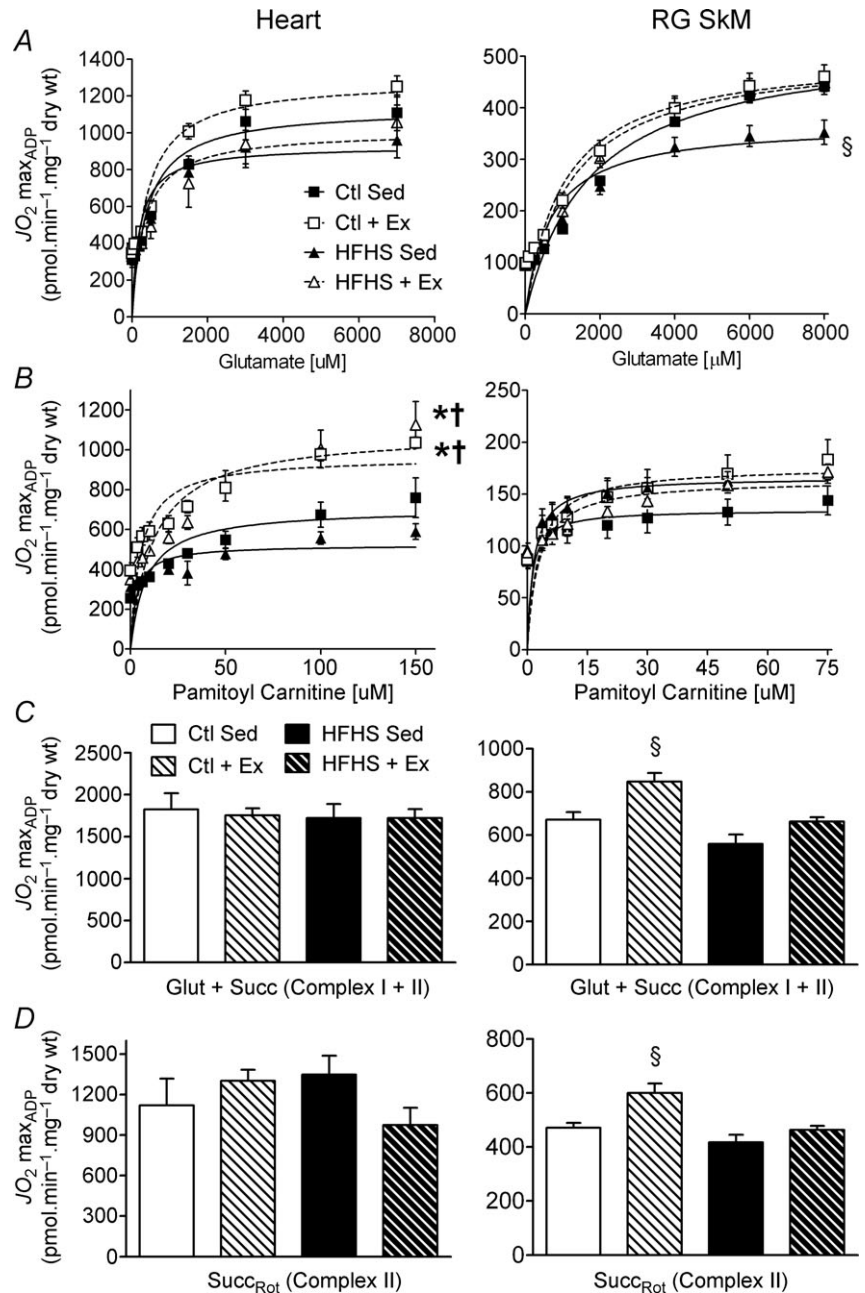 Heart
RG SkM
A
JO2 maxADP
(pmol.min−1.mg−1 dry wt)
1400
1200
1000
800
600
400
200
0
Ctl Sed
Ctl + Ex
HFHS Sed
HFHS + Ex
0 2000 4000 6000 8000
Glutamate [uM]
500
400
300
200
100
0
§
0 2000 4000 6000 8000
Glutamate [μM]
B
JO2 maxADP
(pmol.min−1.mg−1 dry wt)
1200
1000
800
600
400
200
0
*†
*†
0 50 100 150
Pamitoyl Carnitine [uM]
250
200
150
100
50
0
0 15 30 45 60 75
Pamitoyl Carnitine [uM]
C
JO2 maxADP
(pmol.min−1.mg−1 dry wt)
2500
2000
1500
1000
500
0
Ctl Sed
HFHS Sed
Ctl + Ex
HFHS + Ex
Glut + Succ (Complex I + II)
1000
800
600
400
200
0
§
Glut + Succ (Complex I + II)
D
JO2 maxADP
(pmol.min−1.mg−1 dry wt)
1500
1200
900
600
300
0
SuccRot (Complex II)
800
600
400
200
0
§
SuccRot (Complex II)